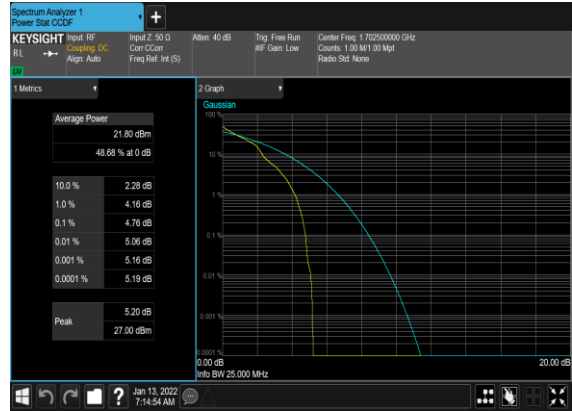 Spectrum Analyzer 1
Power Stat CCDF
+
KEYSIGHT
RL
Input: RF
Coupling: DC
Align: Auto
Input Z: 50 Ω
Corr CCorr
Freq Ref: Int (S)
Atten: 40 dB
Trig: Free Run
#IF Gain: Low
Center Freq: 1.702500000 GHz
Counts: 1.00 M/1.00 Mpt
Radio Std: None
1 Metrics
Average Power
21.80 dBm
48.68 % at 0 dB
10.0 % 2.28 dB
1.0 % 4.16 dB
0.1 % 4.76 dB
0.01 % 5.06 dB
0.001 % 5.16 dB
0.0001 % 5.19 dB
Peak
5.20 dB
27.00 dBm
2 Graph
Gaussian
100 %
10 %
1 %
0.1 %
0.01 %
0.001 %
0.0001 %
0.00 dB
20.00 dB
Info BW 25.000 MHz
?
Jan 13, 2022
7:14:54 AM